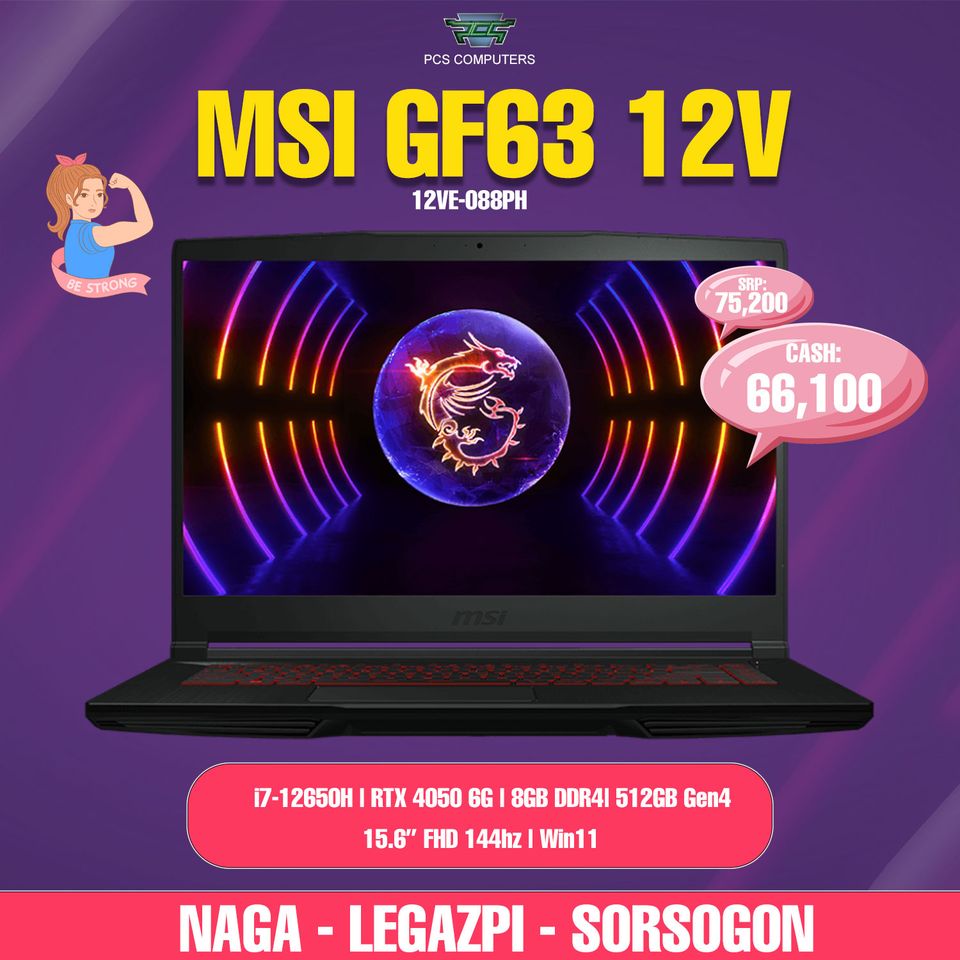 PCS COMPUTERS
MSI GF63 12V
12VE-088PH
BE STRONG
SRP:
75,200
CASH:
66,100
msi
i7-12650H | RTX 4050 6G | 8GB DDR4| 512GB Gen4
15.6” FHD 144hz | Win11
NAGA - LEGAZPI - SORSOGON